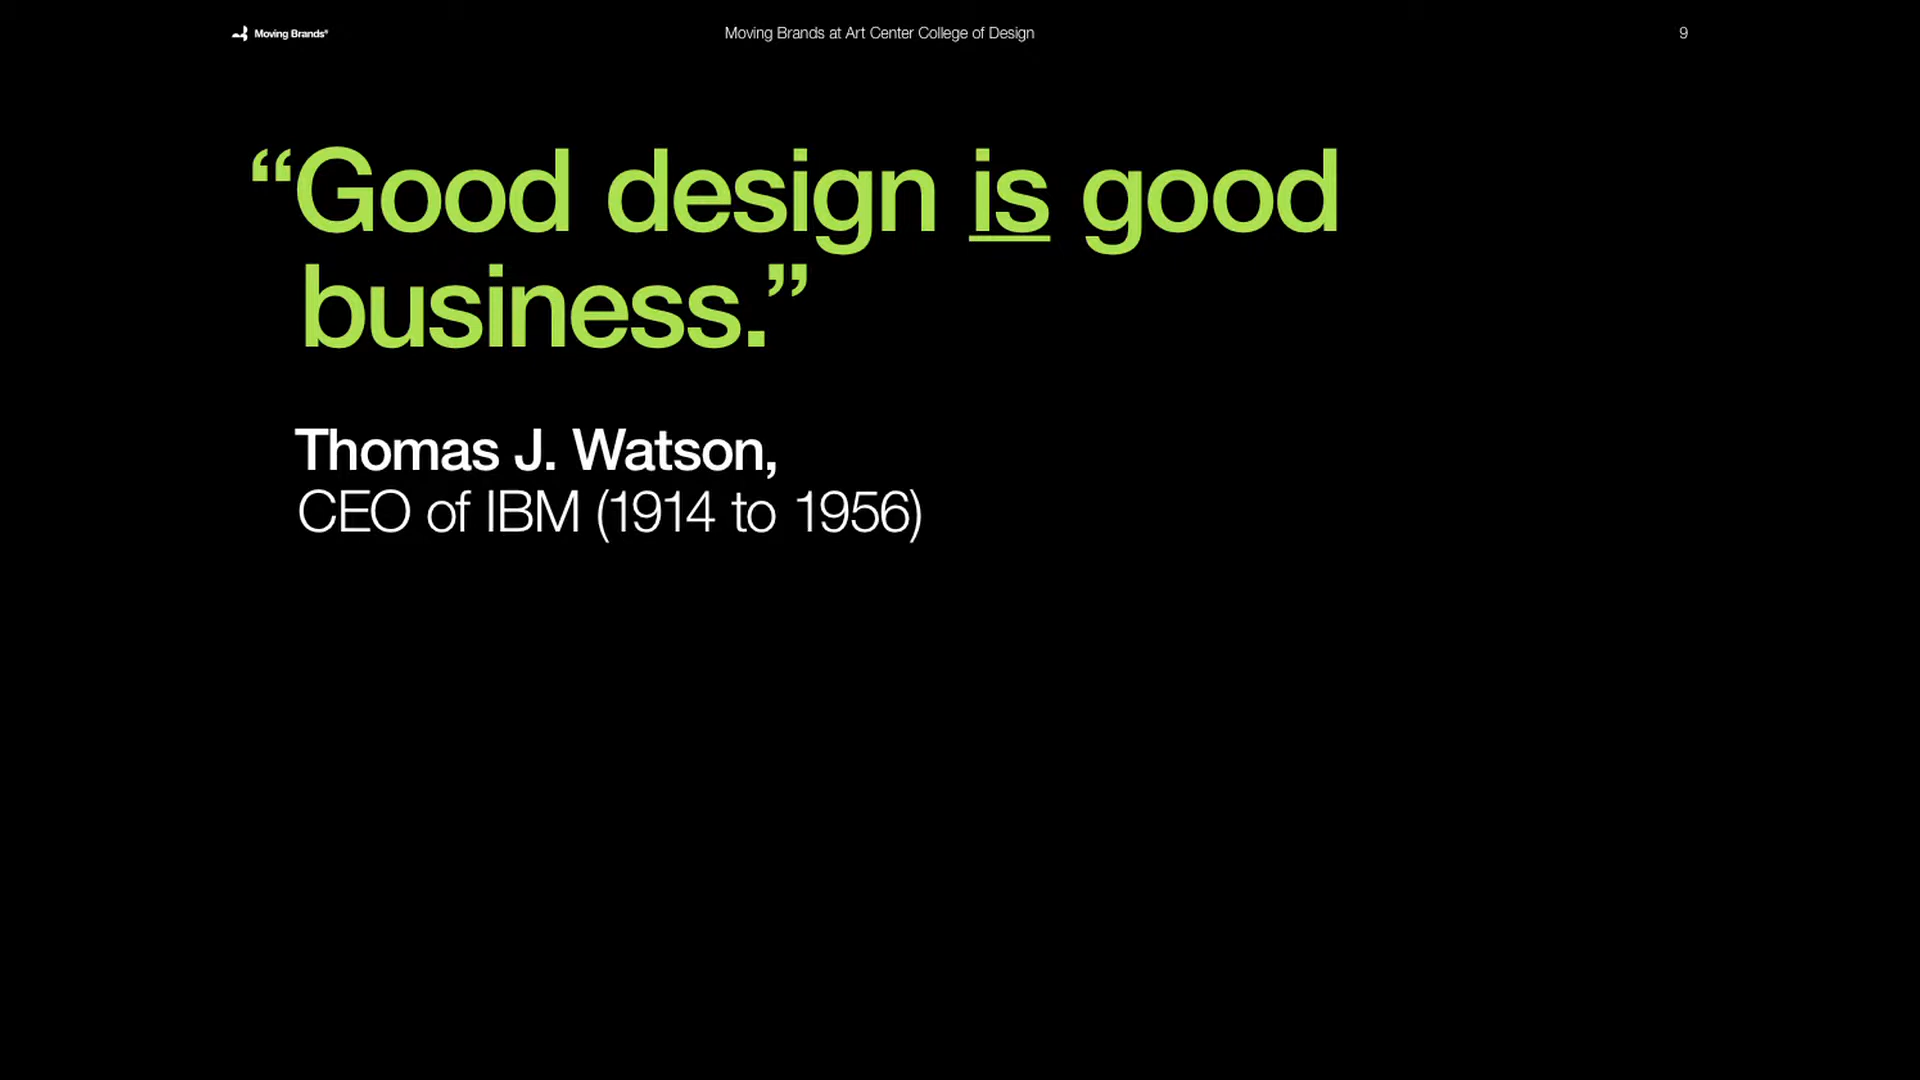 Moving Brands®
Moving Brands at Art Center College of Design
9
“Good design is good
business.”
Thomas J. Watson,
CEO of IBM (1914 to 1956)